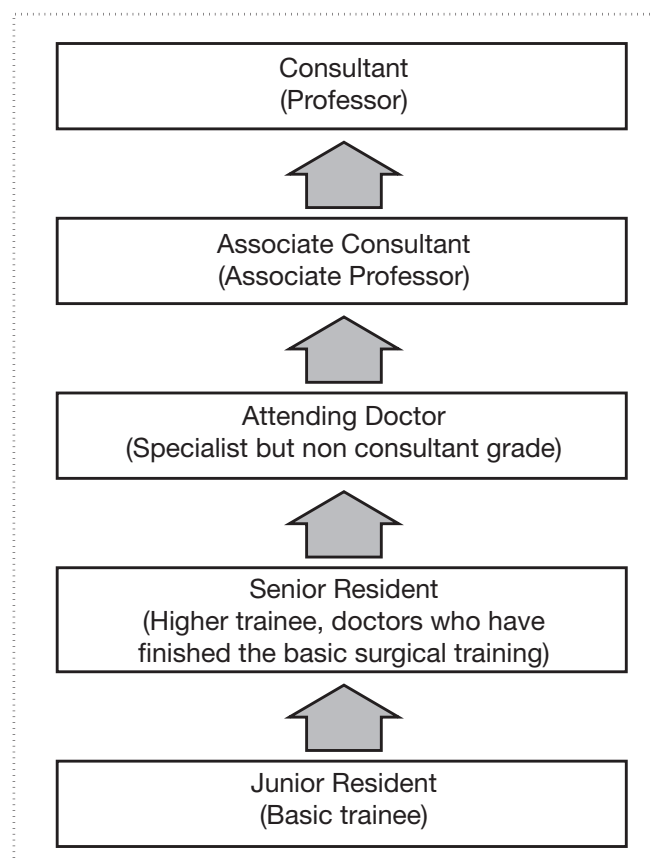 Consultant
(Professor)
Associate Consultant
(Associate Professor)
Attending Doctor
(Specialist but non consultant grade)
Senior Resident
(Higher trainee, doctors who have
finished the basic surgical training)
Junior Resident
(Basic trainee)